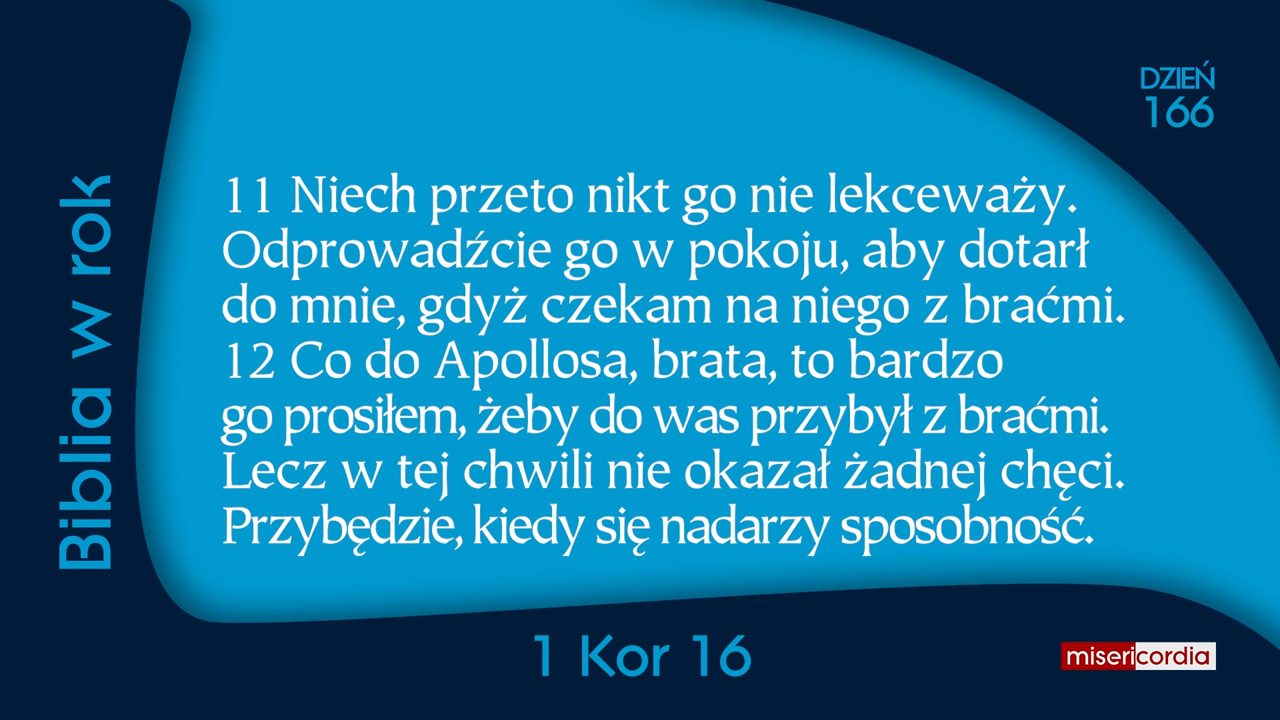 DZIEŃ
166
Biblia w rok
11 Niech przeto nikt go nie lekceważy.
Odprowadźcie go w pokoju, aby dotarł
do mnie, gdyż czekam na niego z braćmi.
12 Co do Apollosa, brata, to bardzo
go prosiłem, żeby do was przybył z braćmi.
Lecz w tej chwili nie okazał żadnej chęci.
Przybędzie, kiedy się nadarzy sposobność.
1 Kor 16
misericordia